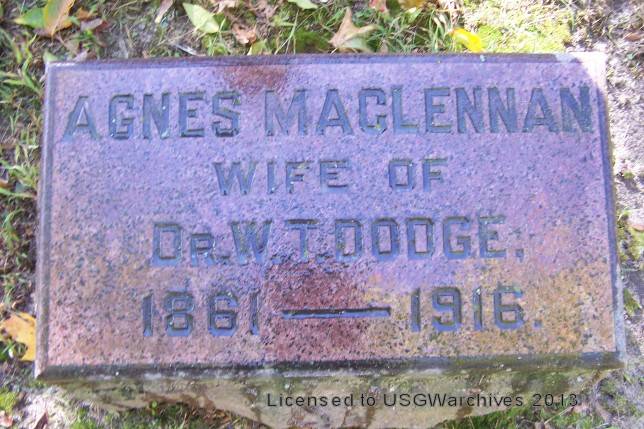 AGNES MACLENNAN
WIFE OF
DR. W. T. DODGE.
1861 — 1916.
Licensed to USGWarchives 2013